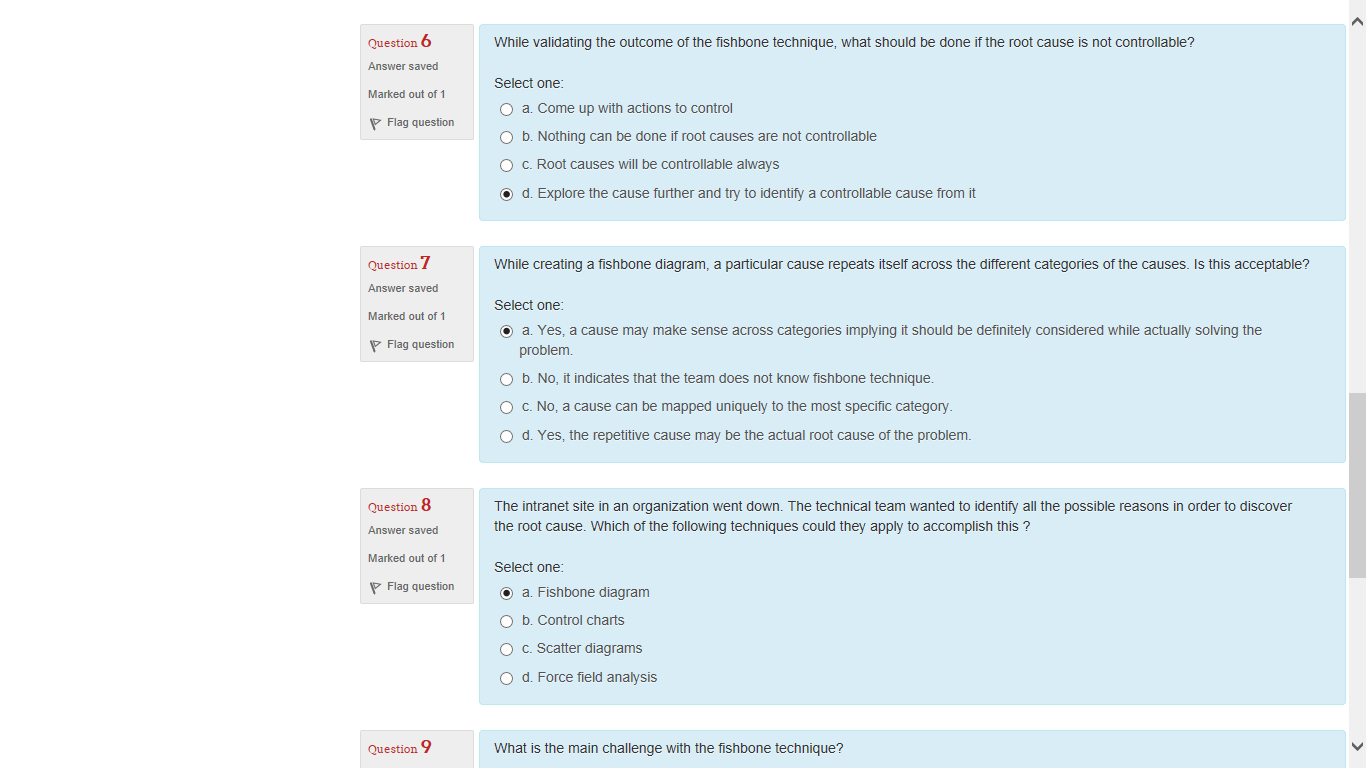 Question 6
Answer saved
Marked out of 1
Flag question
While validating the outcome of the fishbone technique, what should be done if the root cause is not controllable?
Select one:
a. Come up with actions to control
b. Nothing can be done if root causes are not controllable
c. Root causes will be controllable always
d. Explore the cause further and try to identify a controllable cause from it
Question 7
Answer saved
Marked out of 1
Flag question
While creating a fishbone diagram, a particular cause repeats itself across the different categories of the causes. Is this acceptable?
Select one:
a. Yes, a cause may make sense across categories implying it should be definitely considered while actually solving the
problem.
b. No, it indicates that the team does not know fishbone technique.
c. No, a cause can be mapped uniquely to the most specific category.
d. Yes, the repetitive cause may be the actual root cause of the problem.
Question 8
Answer saved
Marked out of 1
Flag question
The intranet site in an organization went down. The technical team wanted to identify all the possible reasons in order to discover
the root cause. Which of the following techniques could they apply to accomplish this ?
Select one:
a. Fishbone diagram
b. Control charts
c. Scatter diagrams
d. Force field analysis
Question 9
What is the main challenge with the fishbone technique?